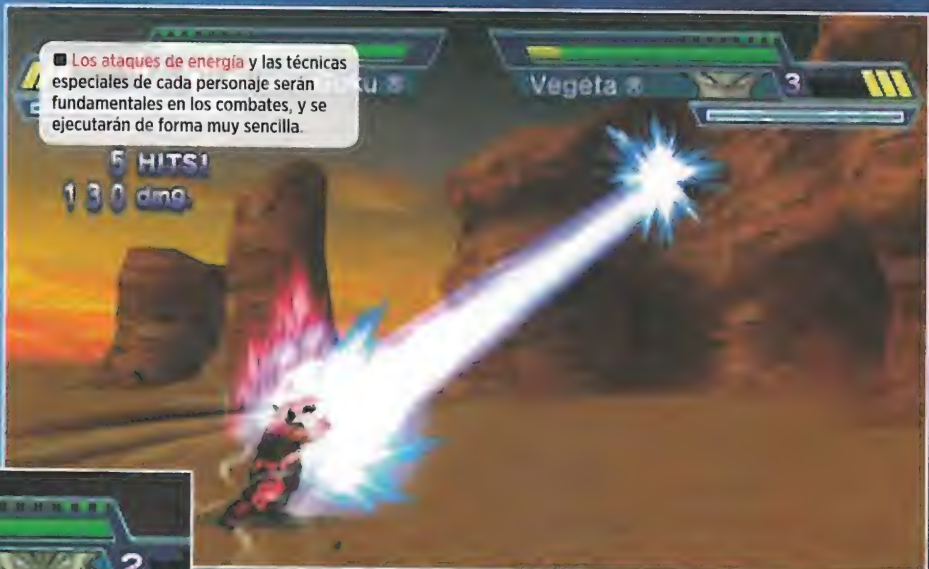 ■ Los ataques de energía y las técnicas
especiales de cada personaje serán
fundamentales en los combates, y se
ejecutarán de forma muy sencilla.
Vegeta
3
5 HITS!
130 dmg.
2